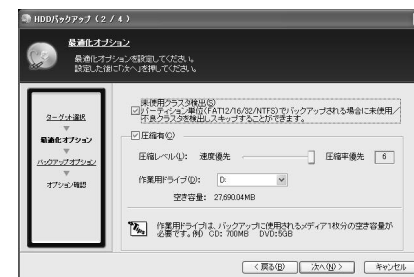 HDDバックアップ ( 2 / 4 )
最適化オプション
最適化オプションを設定してください。
設定した後に「次へ」を押してください。
ターゲット選択
▼
最適化オプション
▼
バックアップオプション
▼
オプション確認
未使用クラスタ検出(S)
パーティション単位(FAT12/16/32/NTFS)でバックアップされる場合に未使用/
不良クラスタを検出しスキップすることができます。
圧縮有(C)
圧縮レベル(L): 速度優先 圧縮率優先 6
作業用ドライブ(D): D:
空き容量: 27,690.04MB
作業用ドライブは、バックアップに使用されるメディア1枚分の空き容量が
必要です。例) CD: 700MB DVD:5GB
< 戻る(B) 次へ(N) > キャンセル